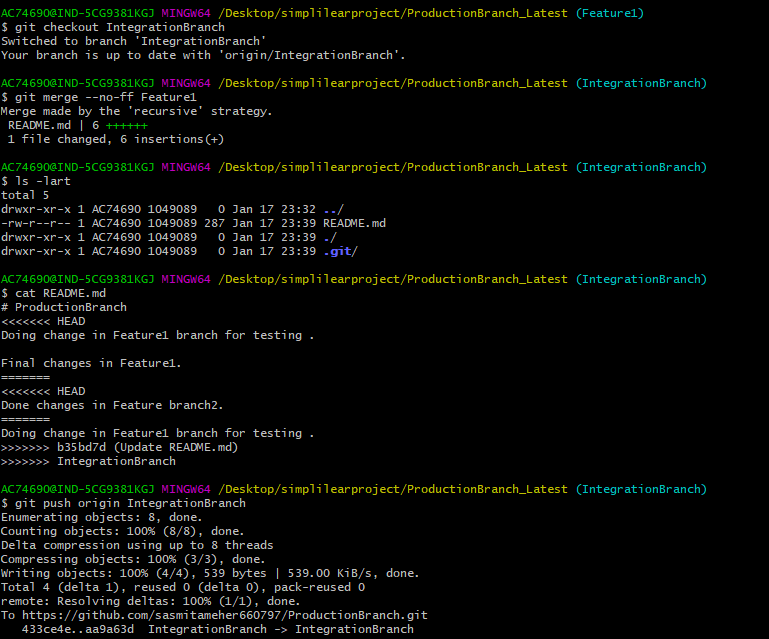 AC74690@IND-5CG9381KGJ MINGW64 /Desktop/simplilearproject/ProductionBranch_Latest (Feature1)
$ git checkout IntegrationBranch
Switched to branch 'IntegrationBranch'
Your branch is up to date with 'origin/IntegrationBranch'.
AC74690@IND-5CG9381KGJ MINGW64 /Desktop/simplilearproject/ProductionBranch_Latest (IntegrationBranch)
$ git merge --no-ff Feature1
Merge made by the 'recursive' strategy.
README.md | 6 ++++++
1 file changed, 6 insertions(+)
AC74690@IND-5CG9381KGJ MINGW64 /Desktop/simplilearproject/ProductionBranch_Latest (IntegrationBranch)
$ ls -lart
total 5
drwxr-xr-x 1 AC74690 1049089   0 Jan 17 23:32 ../
-rw-r--r-- 1 AC74690 1049089 287 Jan 17 23:39 README.md
drwxr-xr-x 1 AC74690 1049089   0 Jan 17 23:39 ./
drwxr-xr-x 1 AC74690 1049089   0 Jan 17 23:39 .git/
AC74690@IND-5CG9381KGJ MINGW64 /Desktop/simplilearproject/ProductionBranch_Latest (IntegrationBranch)
$ cat README.md
# ProductionBranch
<<<<<<< HEAD
Doing change in Feature1 branch for testing .
Final changes in Feature1.
=======
<<<<<<< HEAD
Done changes in Feature branch2.
=======
Doing change in Feature1 branch for testing .
>>>>>>> b35bd7d (Update README.md)
>>>>>>> IntegrationBranch
AC74690@IND-5CG9381KGJ MINGW64 /Desktop/simplilearproject/ProductionBranch_Latest (IntegrationBranch)
$ git push origin IntegrationBranch
Enumerating objects: 8, done.
Counting objects: 100% (8/8), done.
Delta compression using up to 8 threads
Compressing objects: 100% (3/3), done.
Writing objects: 100% (4/4), 539 bytes | 539.00 KiB/s, done.
Total 4 (delta 1), reused 0 (delta 0), pack-reused 0
remote: Resolving deltas: 100% (1/1), done.
To https://github.com/sasmitameher660797/ProductionBranch.git
433ce4e..aa9a63d  IntegrationBranch -> IntegrationBranch